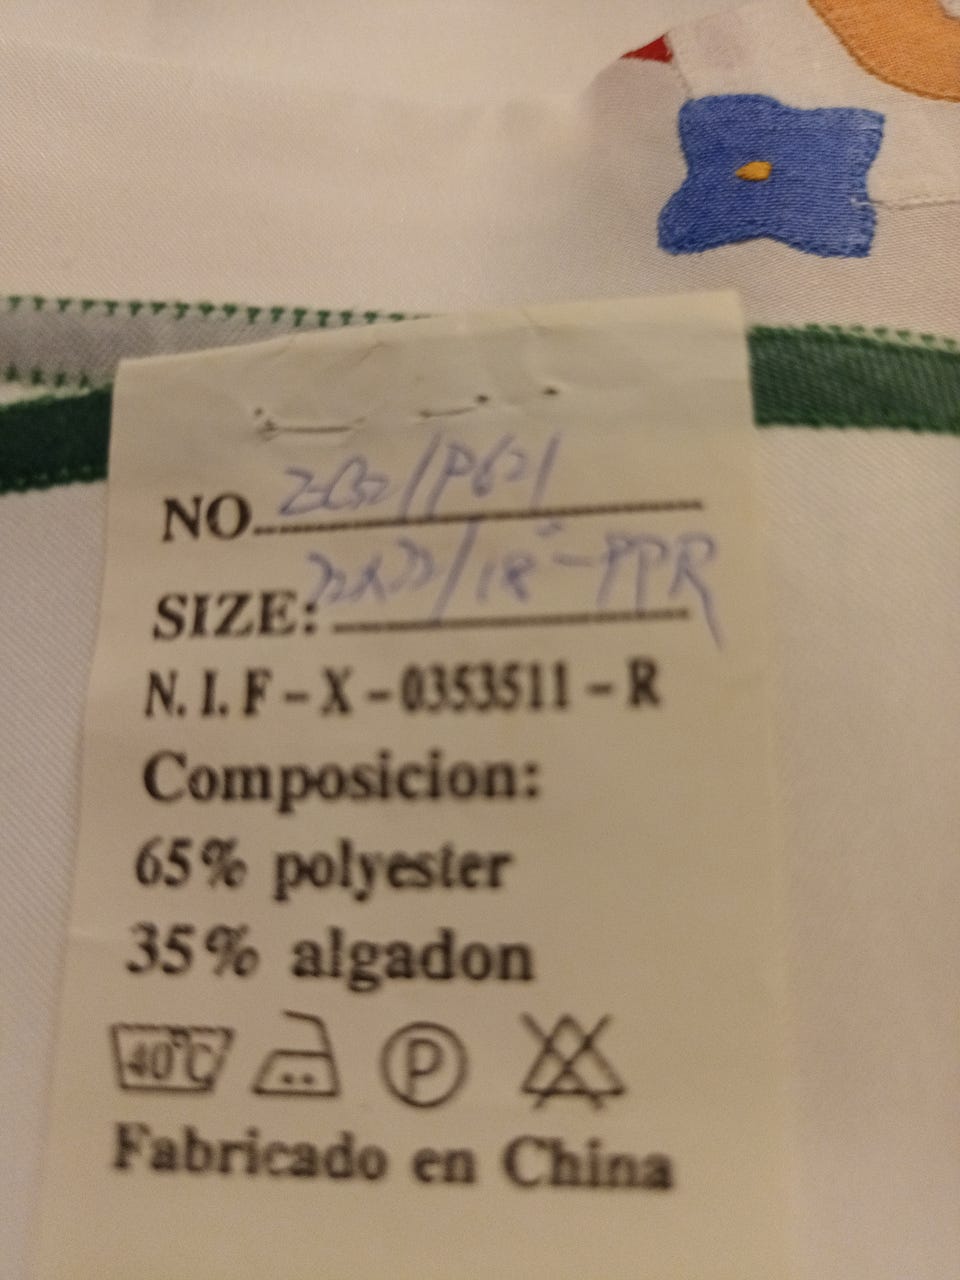 NO
SIZE:
N. I. F - X - 0353511 - R
Composicion:
65% polyester
35% algadon
40°C P
Fabricado en China